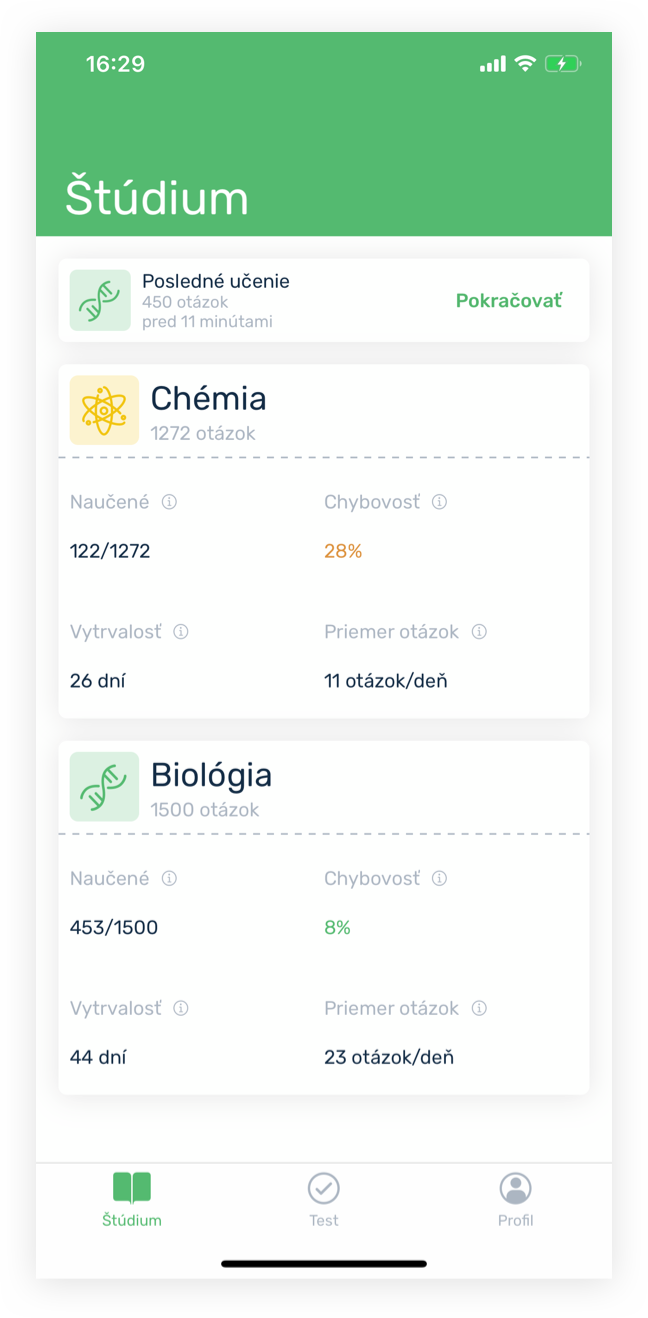 16:29
Štúdium
Posledné učenie
450 otázok
pred 11 minútami
Pokračovať
Chémia
1272 otázok
Naučené
Chybovosť
122/1272
28%
Vytrvalosť
Priemer otázok
26 dní
11 otázok/deň
Biológia
1500 otázok
Naučené
Chybovosť
453/1500
8%
Vytrvalosť
Priemer otázok
44 dní
23 otázok/deň
Štúdium
Test
Profil